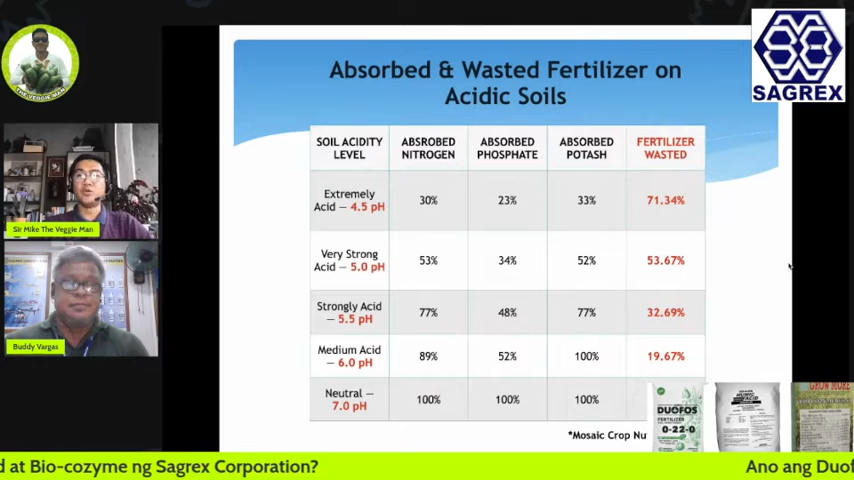 THE VEGGIE MAN
SAGREX
Absorbed & Wasted Fertilizer on
Acidic Soils
SOIL ACIDITY LEVEL ABSROBED NITROGEN ABSORBED PHOSPHATE ABSORBED POTASH FERTILIZER WASTED
Extremely Acid — 4.5 pH 30% 23% 33% 71.34%
Very Strong Acid — 5.0 pH 53% 34% 52% 53.67%
Strongly Acid — 5.5 pH 77% 48% 77% 32.69%
Medium Acid — 6.0 pH 89% 52% 100% 19.67%
Neutral — 7.0 pH 100% 100% 100%
*Mosaic Crop Nu
Sir Mike The Veggie Man
Buddy Vargas
DUOFOS
FERTILIZER
0-22-0
GROW MORE
d at Bio-cozyme ng Sagrex Corporation?
Ano ang Duof